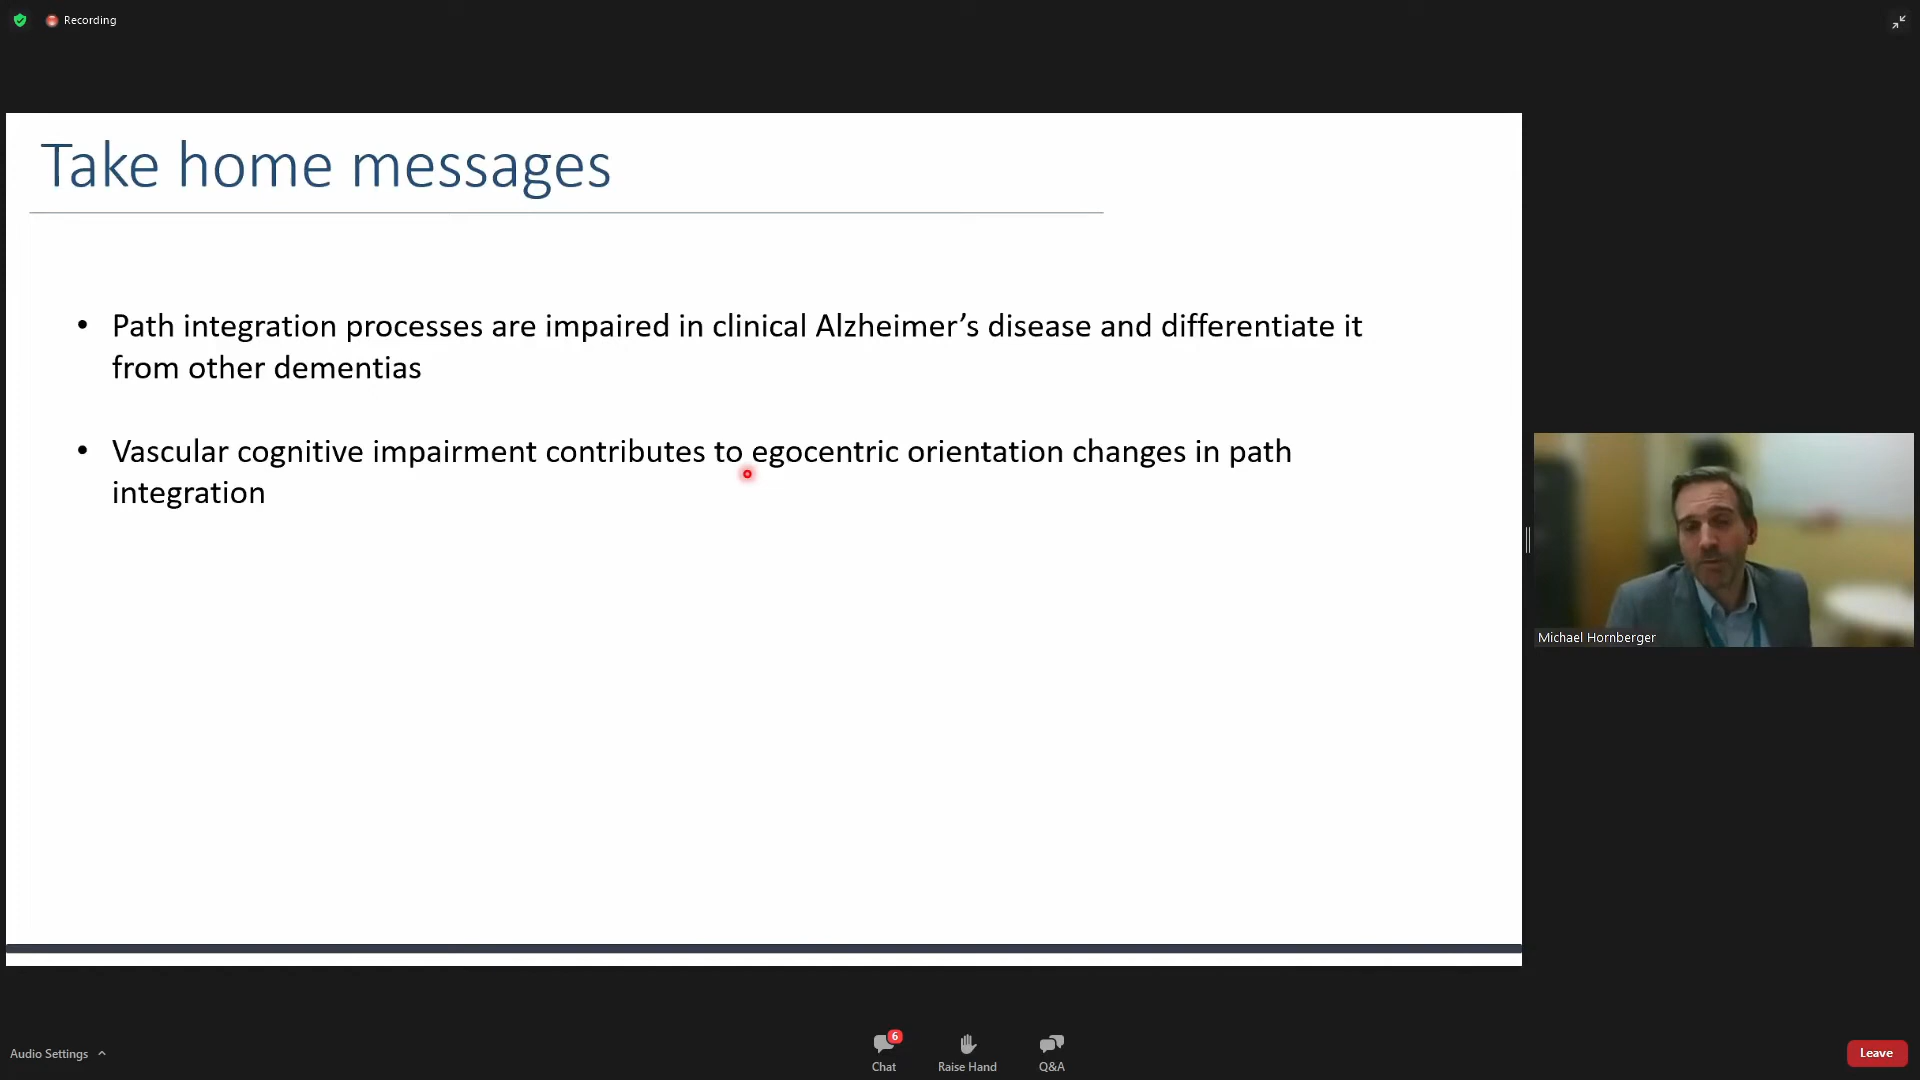 Recording
Take home messages
• Path integration processes are impaired in clinical Alzheimer’s disease and differentiate it
from other dementias
• Vascular cognitive impairment contributes to egocentric orientation changes in path
integration
Michael Hornberger
Audio Settings
6
Chat
Raise Hand
Q&A
Leave